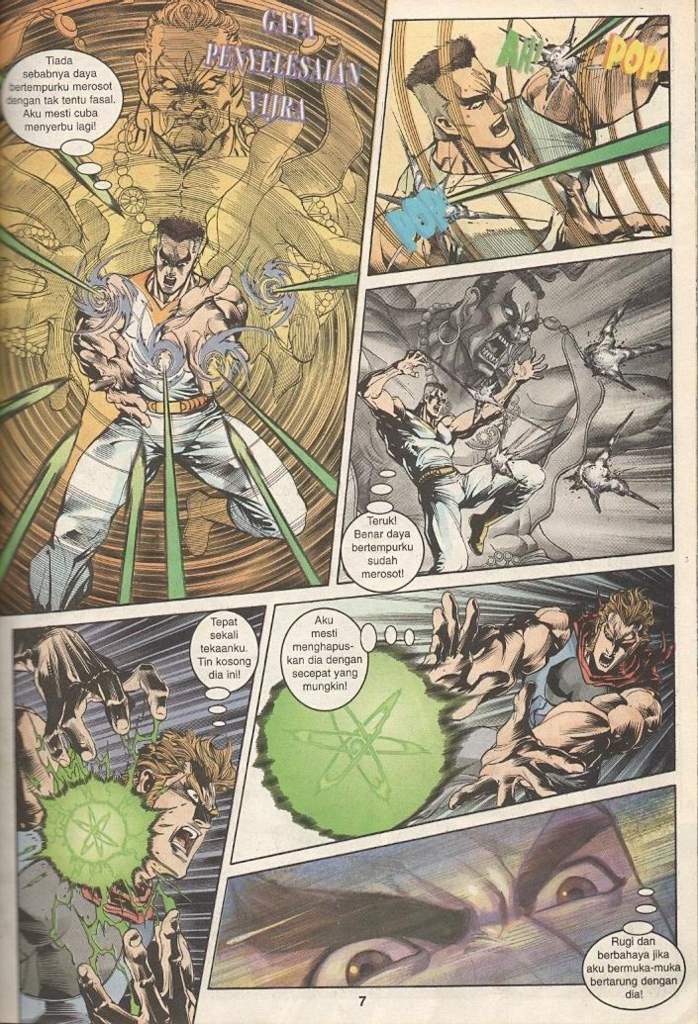 Tiada
sebabnya daya
bertempurku merosot
dengan tak tentu fasal.
Aku mesti cuba
menyerbu lagi!
GAYA
PENYELESAIAN
VAJRA
AR!
POP!
POP!
Teruk!
Benar daya
bertempurku
sudah
merosot!
Tepat
sekali
tekaanku.
Tin kosong
dia ini!
Aku
mesti
menghapus-
kan dia dengan
secepat yang
mungkin!
Rugi dan
berbahaya jika
aku bermuka-muka
bertarung dengan
dia!
7